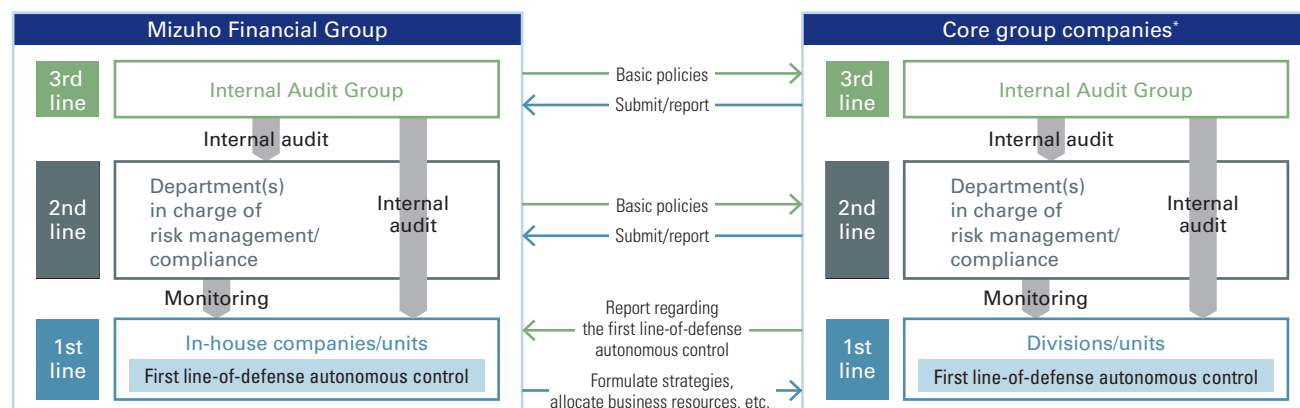 Mizuho Financial Group
3rd
line
Internal Audit Group
Internal audit
2nd
line
Department(s)
in charge of
risk management/
compliance
Internal
audit
Monitoring
1st
line
In-house companies/units
First line-of-defense autonomous control
Basic policies
Submit/report
Basic policies
Submit/report
Report regarding
the first line-of-defense
autonomous control
Formulate strategies,
allocate business resources, etc.
Core group companies*
3rd
line
Internal Audit Group
Internal audit
2nd
line
Department(s)
in charge of
risk management/
compliance
Internal
audit
Monitoring
1st
line
Divisions/units
First line-of-defense autonomous control